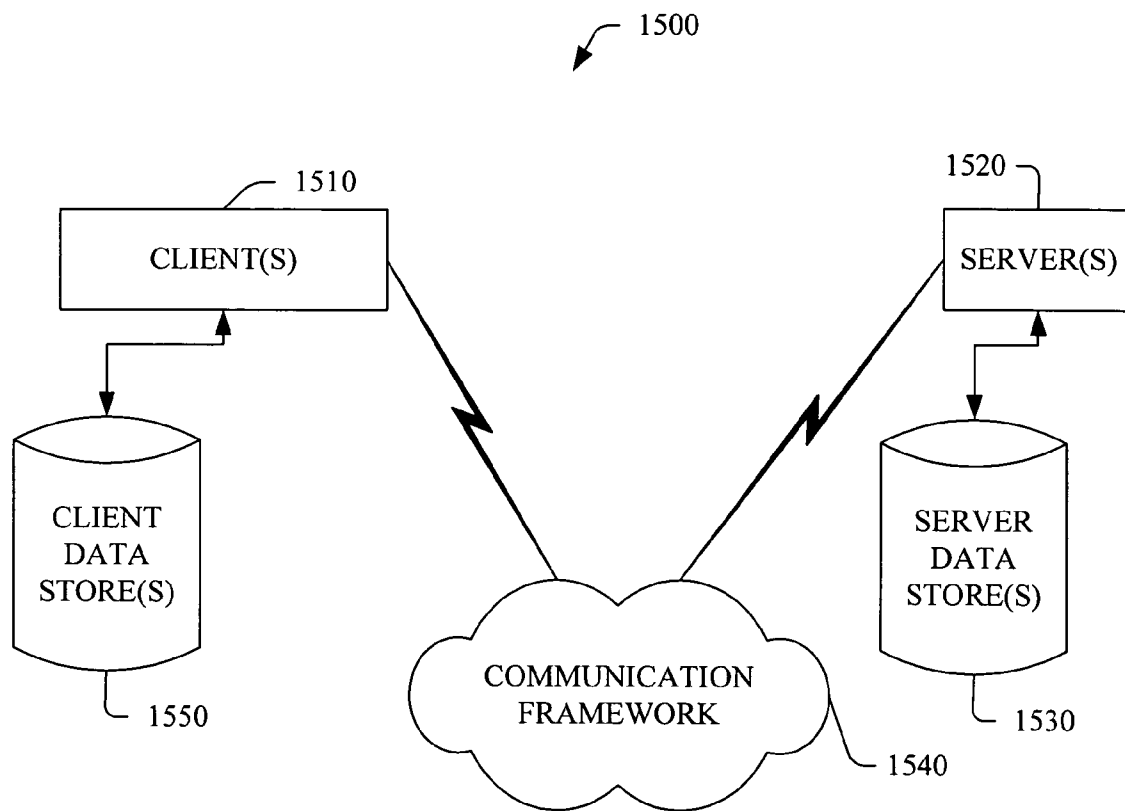 1500
1510
1520
CLIENT(S)
SERVER(S)
CLIENT
DATA
STORE(S)
SERVER
DATA
STORE(S)
COMMUNICATION
FRAMEWORK
1550
1530
1540